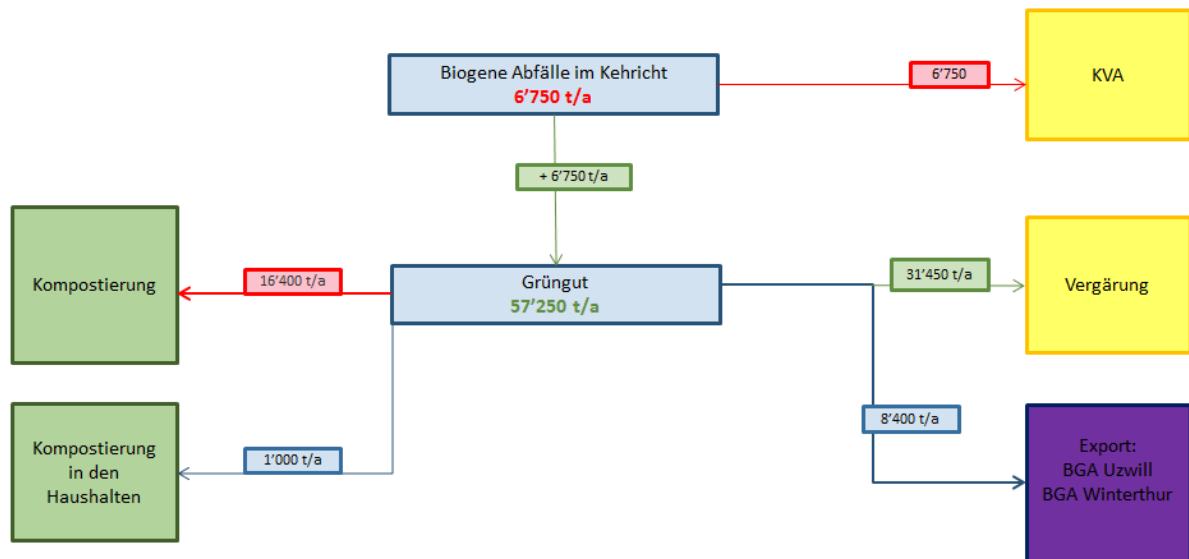 Biogene Abfälle im Kehricht
6’750 t/a
6’750
KVA
+ 6’750 t/a
Kompostierung
16’400 t/a
Grüngut
57’250 t/a
31’450 t/a
Vergärung
Kompostierung
in den
Haushalten
1’000 t/a
8’400 t/a
Export:
BGA Uzwill
BGA Winterthur